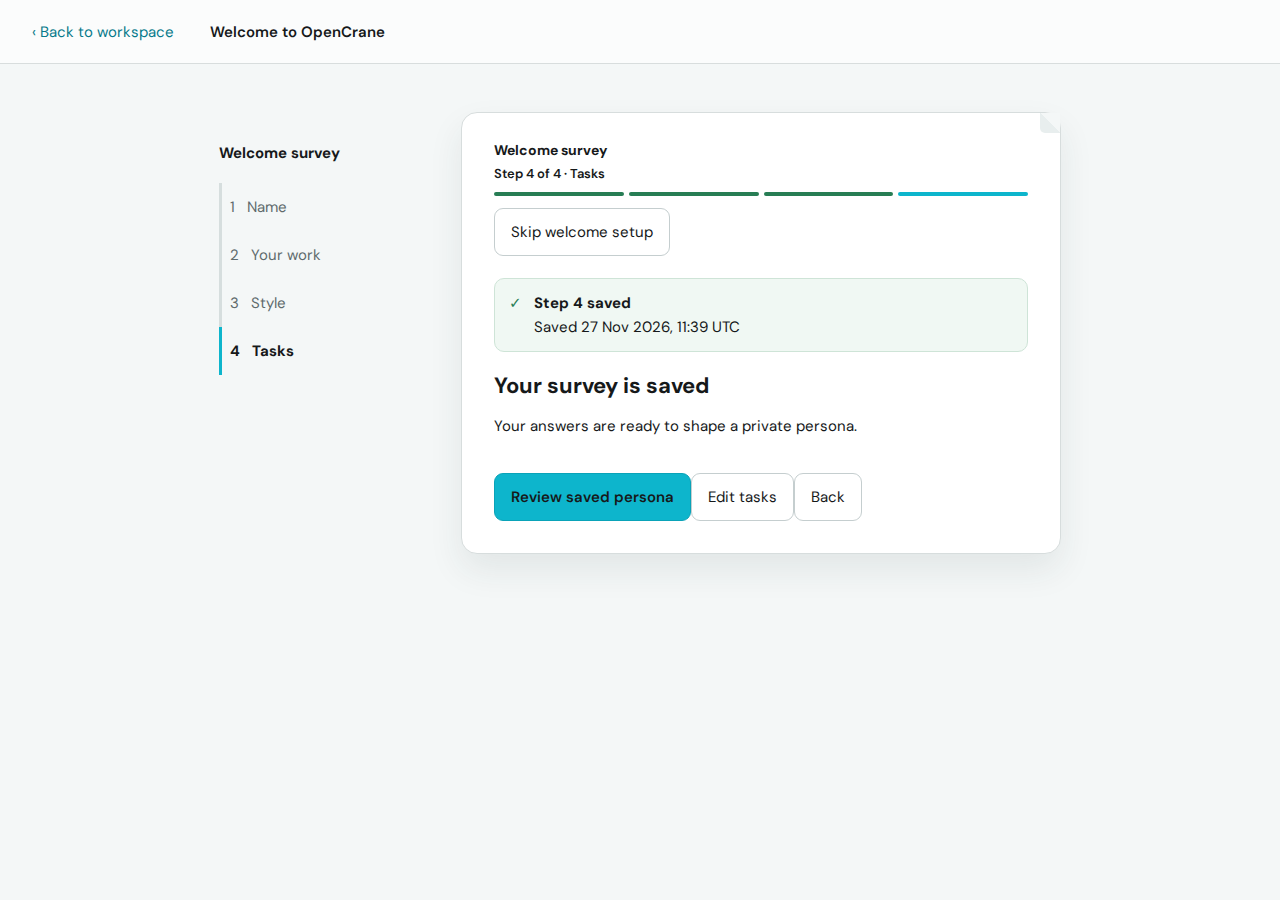 ‹ Back to workspace
Welcome to OpenCrane
Welcome survey
1 Name
2 Your work
3 Style
4 Tasks
Welcome survey
Step 4 of 4 · Tasks
Skip welcome setup
✓ Step 4 saved
Saved 27 Nov 2026, 11:39 UTC
Your survey is saved
Your answers are ready to shape a private persona.
Review saved persona
Edit tasks
Back